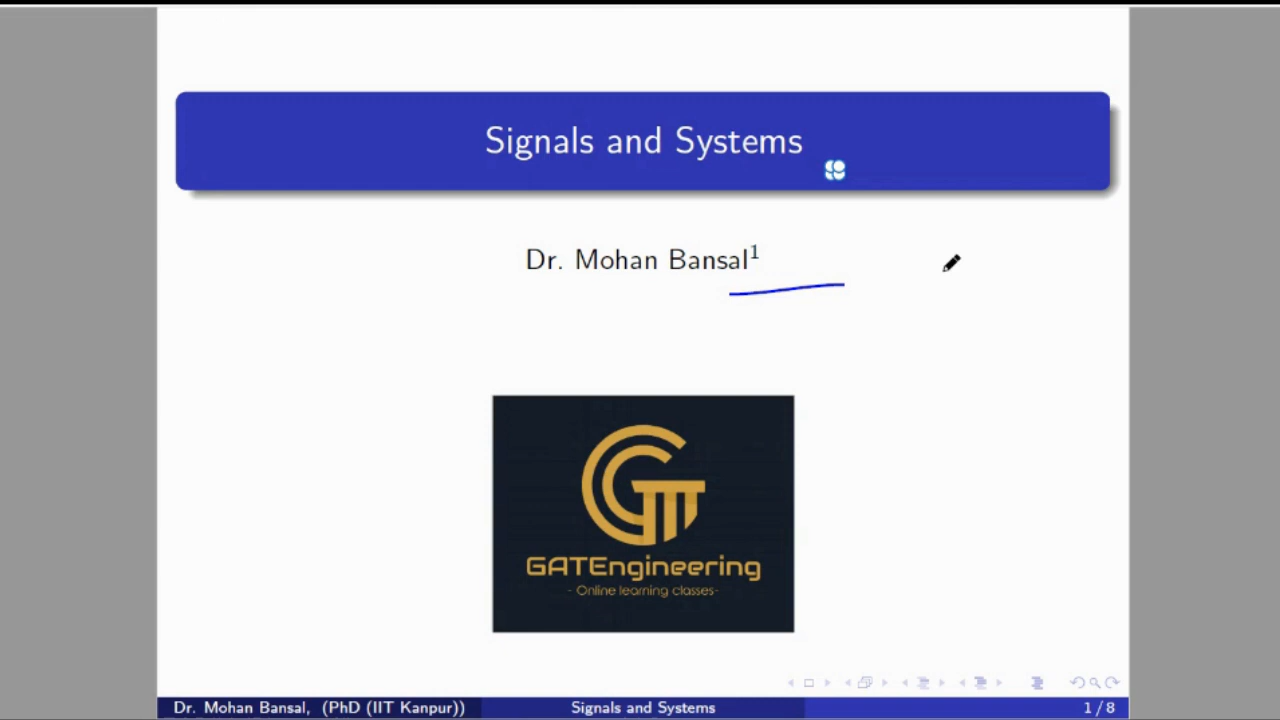 Signals and Systems
Dr. Mohan Bansal¹
GATEngineering
- Online learning classes-
Dr. Mohan Bansal, (PhD (IIT Kanpur)) Signals and Systems 1/8